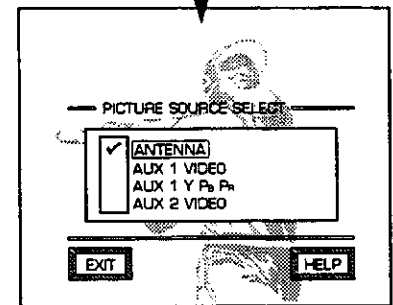 PICTURE SOURCE SELECT
✓ ANTENNA
AUX 1 VIDEO
AUX 1 Y PB PR
AUX 2 VIDEO
EXIT HELP